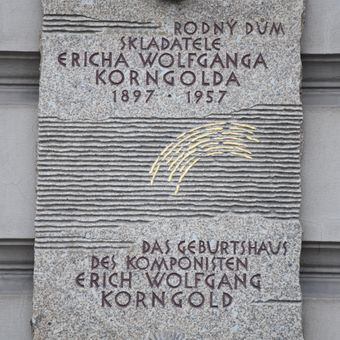 RODNÝ DŮM
SKLADATELE
ERICHA WOLFGANGA
KORNGOLDA
1897 · 1957
DAS GEBURTSHAUS
DES KOMPONISTEN
ERICH WOLFGANG
KORNGOLD